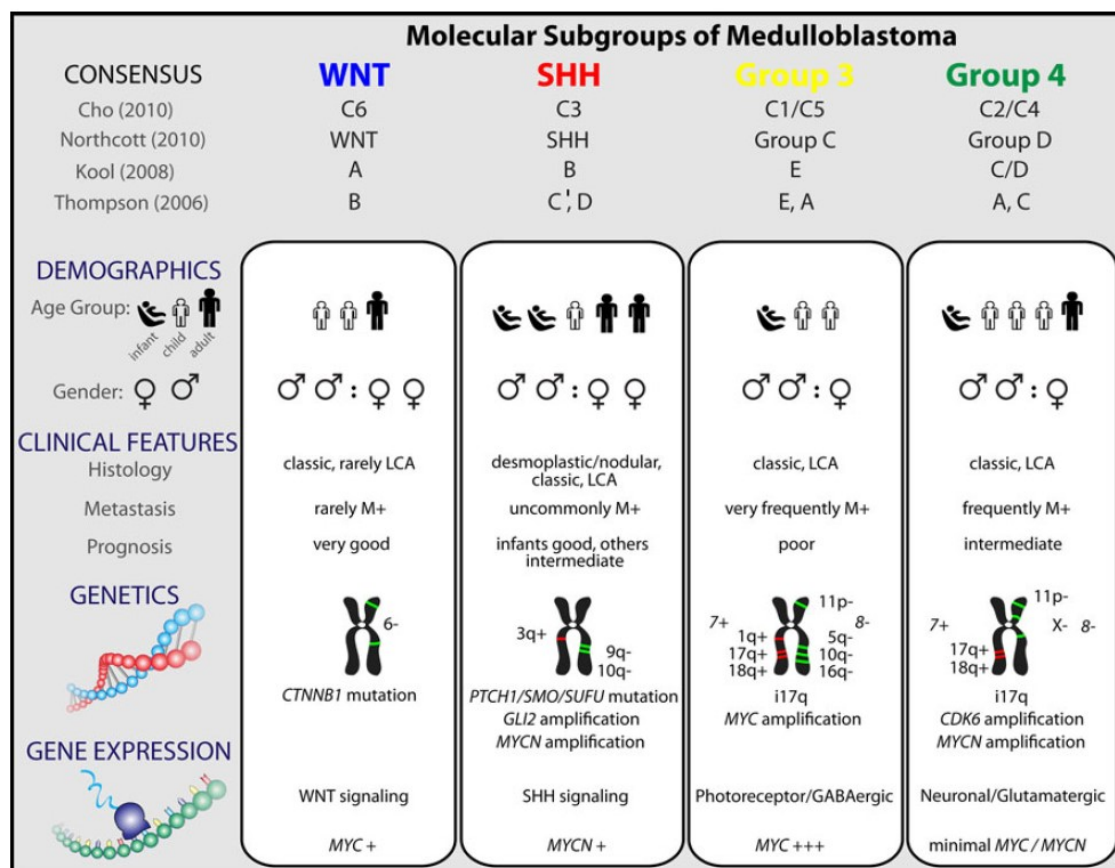 Molecular Subgroups of Medulloblastoma
CONSENSUS WNT SHH Group 3 Group 4
Cho (2010) C6 C3 C1/C5 C2/C4
Northcott (2010) WNT SHH Group C Group D
Kool (2008) A B E C/D
Thompson (2006) B C', D E, A A, C
DEMOGRAPHICS
Age Group:
infant child adult
Gender: ♀ ♂ ♂ ♂ : ♀ ♀ ♂ ♂ : ♀ ♀ ♂ ♂ : ♀ ♂ ♂ : ♀
CLINICAL FEATURES
Histology classic, rarely LCA desmoplastic/nodular, classic, LCA classic, LCA
classic, LCA
Metastasis rarely M+ uncommonly M+ very frequently M+ frequently M+
Prognosis very good infants good, others poor intermediate
intermediate
GENETICS
6-
3q+ 9q-
10q-
11p-
7+ 8-
1q+ 5q-
17q+ 10q-
18q+ 16q-
11p-
7+ X- 8-
17q+
18q+
CTNNB1 mutation PTCH1/SMO/SUFU mutation i17q i17q
GLI2 amplification MYC amplification CDK6 amplification
MYCN amplification MYCN amplification
GENE EXPRESSION
WNT signaling SHH signaling Photoreceptor/GABAergic Neuronal/Glutamatergic
MYC + MYCN + MYC +++ minimal MYC / MYCN